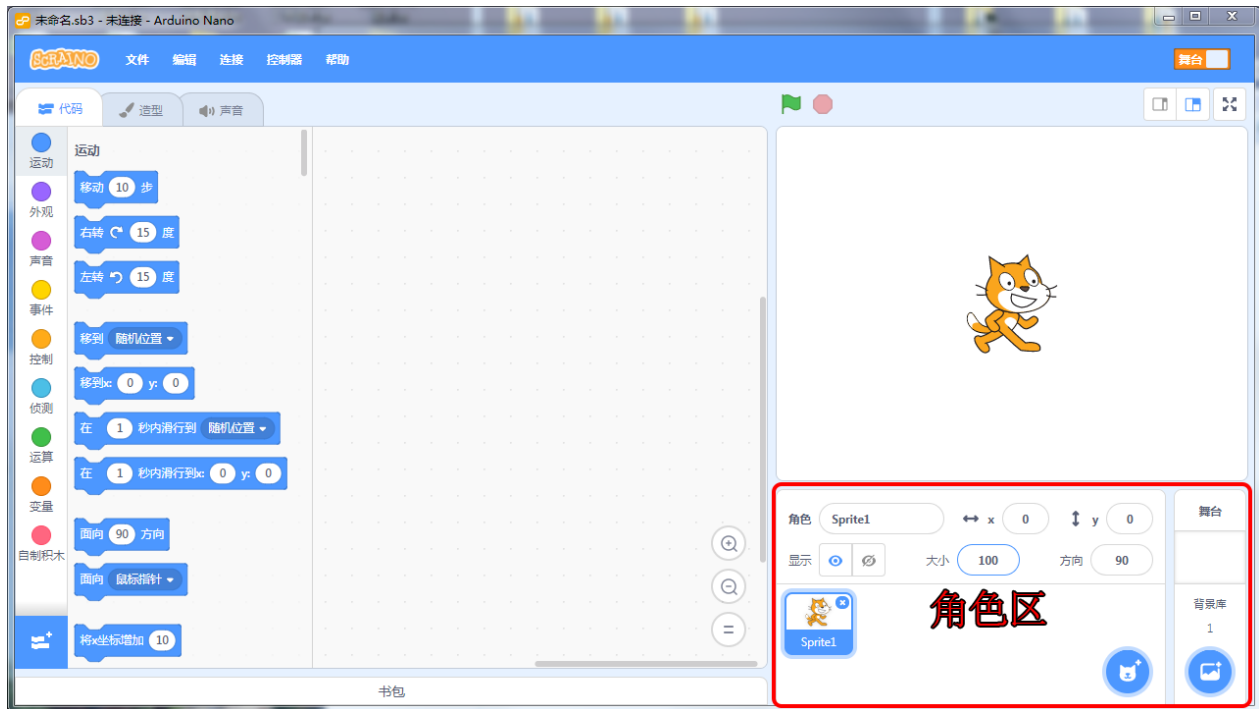 未命名.sb3 - 未连接 - Arduino Nano
SCRAINO 文件 编辑 连接 控制器 帮助 舞台
代码 造型 声音
运动
外观
声音
事件
控制
侦测
运算
变量
自制积木
运动
移动 10 步
右转 15 度
左转 15 度
移到 随机位置
移到x: 0 y: 0
在 1 秒内滑行到 随机位置
在 1 秒内滑行到x: 0 y: 0
面向 90 方向
面向 鼠标指针
将x坐标增加 10
书包
角色 Sprite1 x 0 y 0
显示 大小 100 方向 90
Sprite1
角色区
舞台
背景库
1